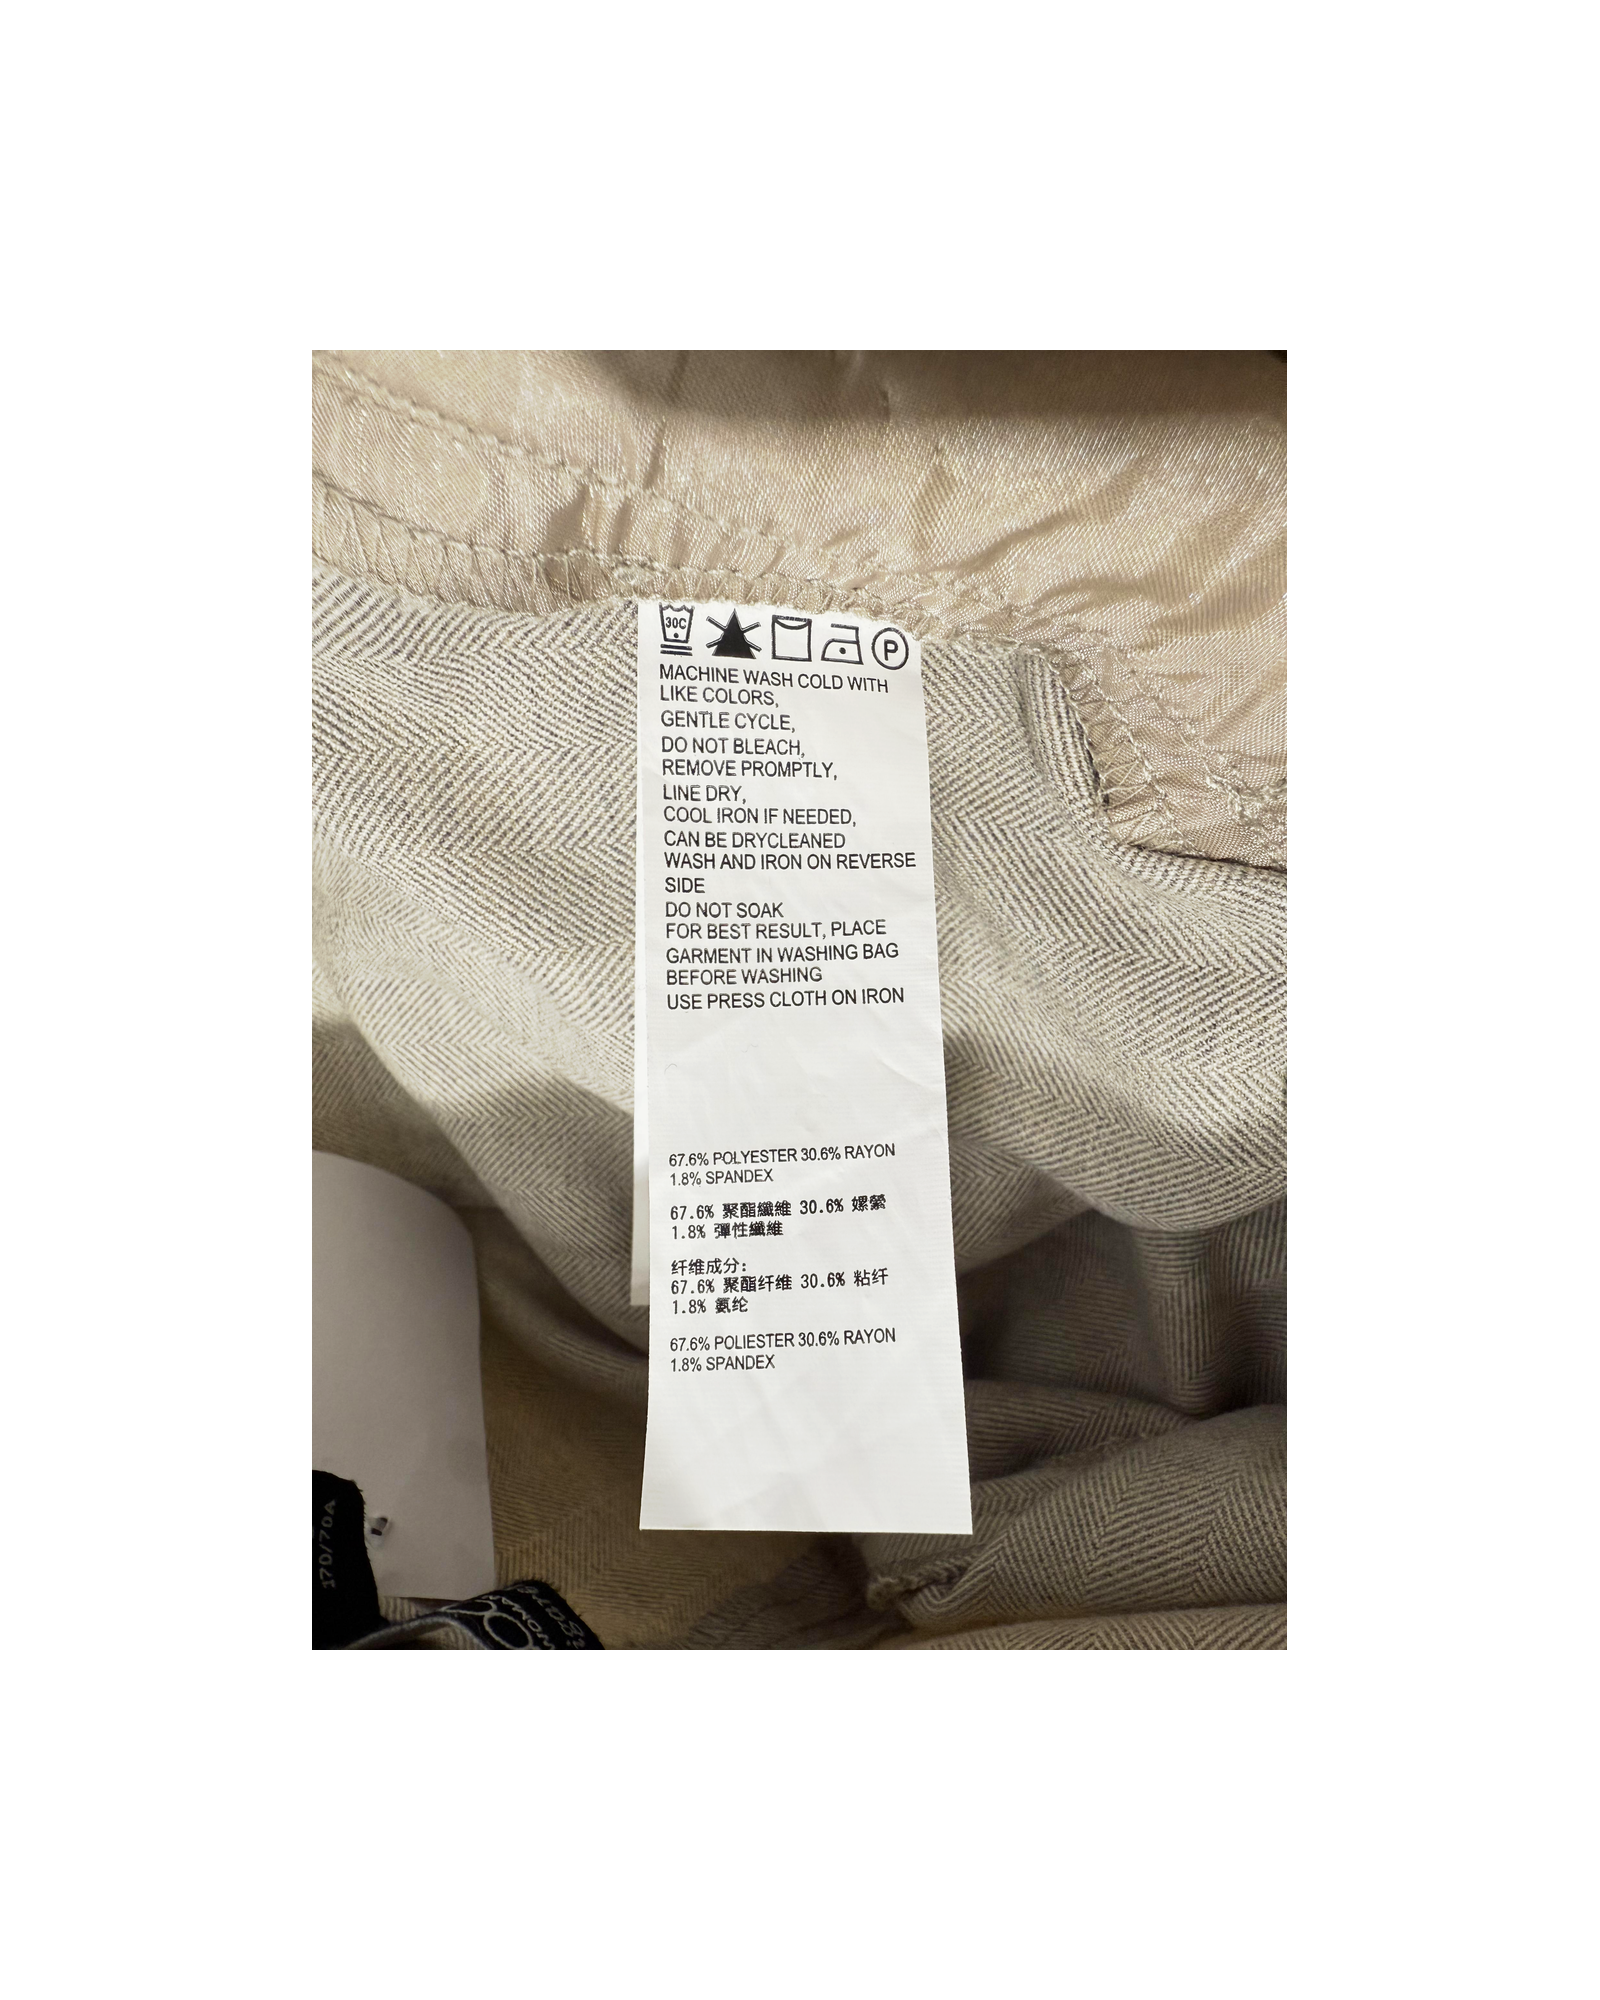 30C
P
MACHINE WASH COLD WITH
LIKE COLORS,
GENTLE CYCLE,
DO NOT BLEACH,
REMOVE PROMPTLY,
LINE DRY,
COOL IRON IF NEEDED,
CAN BE DRYCLEANED
WASH AND IRON ON REVERSE
SIDE
DO NOT SOAK
FOR BEST RESULT, PLACE
GARMENT IN WASHING BAG
BEFORE WASHING
USE PRESS CLOTH ON IRON
67.6% POLYESTER 30.6% RAYON
1.8% SPANDEX
67.6% 聚酯纖維 30.6% 嫘縈
1.8% 彈性纖維
纤维成分:
67.6% 聚酯纤维 30.6% 粘纤
1.8% 氨纶
67.6% POLIESTER 30.6% RAYON
1.8% SPANDEX
170/70A
WOMAN